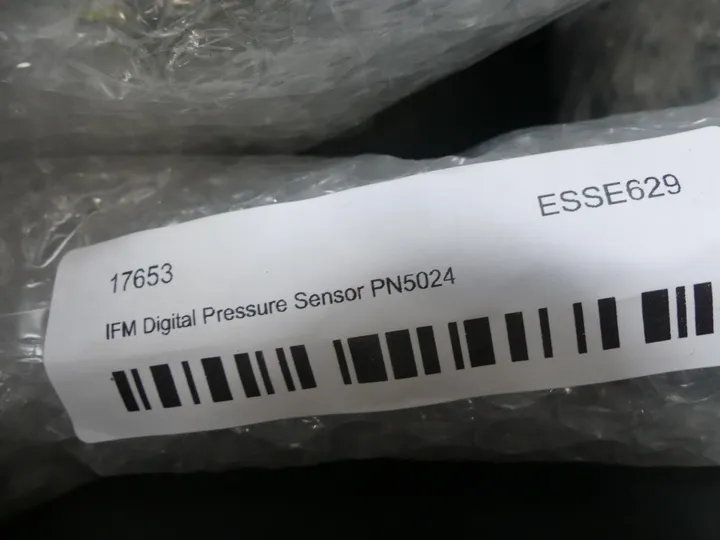 ESSE629
17653
IFM Digital Pressure Sensor PN5024